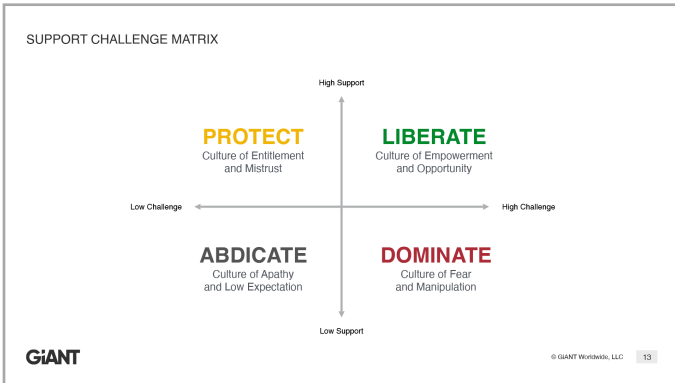 SUPPORT CHALLENGE MATRIX
High Support
PROTECT
Culture of Entitlement
and Mistrust
LIBERATE
Culture of Empowerment
and Opportunity
Low Challenge
High Challenge
ABDICATE
Culture of Apathy
and Low Expectation
DOMINATE
Culture of Fear
and Manipulation
Low Support
GiANT
© GiANT Worldwide, LLC
13